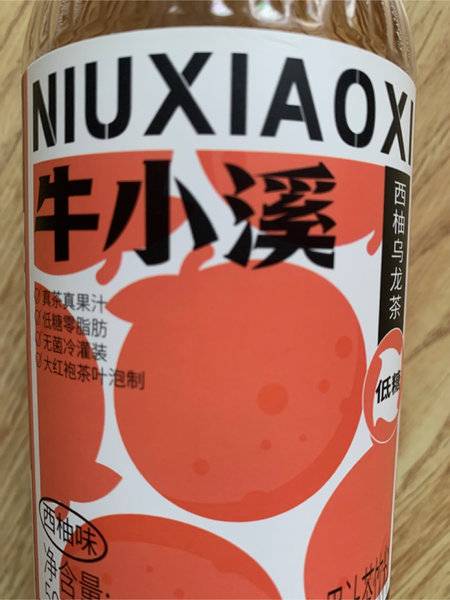 NIUXIAOXI
牛小溪
西柚乌龙茶
真茶真果汁
低糖零脂肪
无菌冷灌装
大红袍茶叶泡制
低糖
西柚味
净含量: